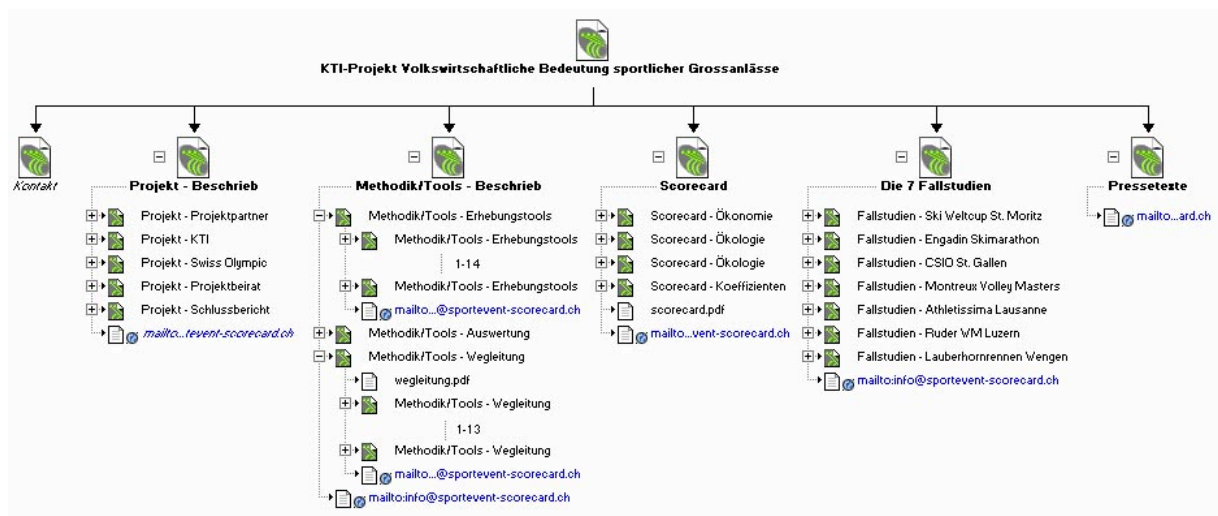 KTI-Projekt Volkswirtschaftliche Bedeutung sportlicher Grossanlässe
Kontakt
Projekt - Beschrieb
Projekt - Projektpartner
Projekt - KTI
Projekt - Swiss Olympic
Projekt - Projektbeirat
Projekt - Schlussbericht
mailto...tevent-scorecard.ch
Methodik/Tools - Beschrieb
Methodik/Tools - Erhebungstools
Methodik/Tools - Erhebungstools
1-14
Methodik/Tools - Erhebungstools
mailto...@sportevent-scorecard.ch
Methodik/Tools - Auswertung
Methodik/Tools - Wegleitung
wegleitung.pdf
Methodik/Tools - Wegleitung
1-13
Methodik/Tools - Wegleitung
mailto...@sportevent-scorecard.ch
mailto:info@sportevent-scorecard.ch
Scorecard
Scorecard - Ökonomie
Scorecard - Ökologie
Scorecard - Ökologie
Scorecard - Koeffizienten
scorecard.pdf
mailto...vent-scorecard.ch
Die 7 Fallstudien
Fallstudien - Ski Weltcup St. Moritz
Fallstudien - Engadin Skimarathon
Fallstudien - CSIO St. Gallen
Fallstudien - Montreux Volley Masters
Fallstudien - Athletissima Lausanne
Fallstudien - Ruder WM Luzern
Fallstudien - Lauberhornrennen Wengen
mailto:info@sportevent-scorecard.ch
Pressetexte
mailto...ard.ch